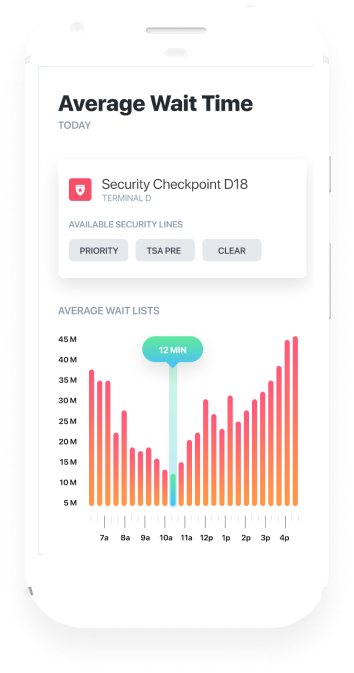 Average Wait Time
TODAY
Security Checkpoint D18
TERMINAL D
AVAILABLE SECURITY LINES
PRIORITY TSA PRE CLEAR
AVERAGE WAIT LISTS
45 M
12 MIN
40 M
35 M
30 M
25 M
20 M
15 M
10 M
5 M
7a 8a 9a 10a 11a 12p 1p 2p 3p 4p